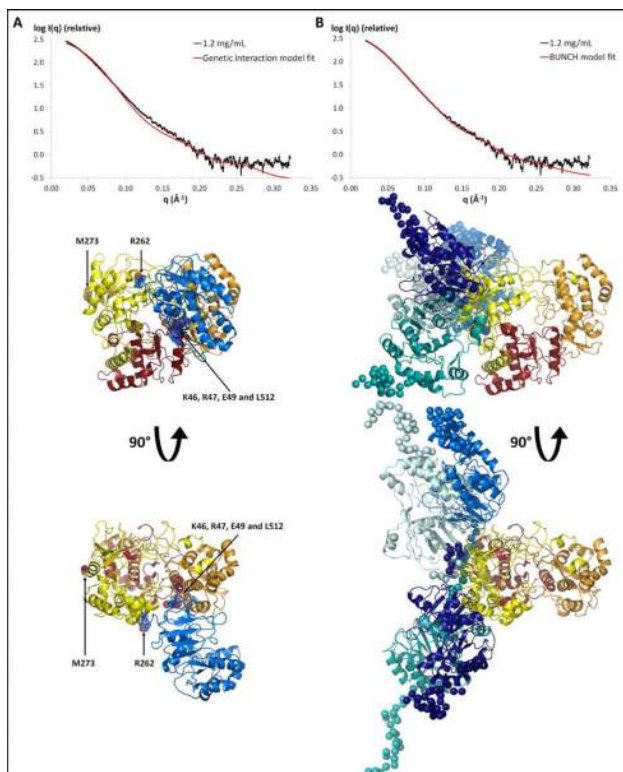 A
log I(q) (relative)
1.2 mg/mL
Genetic interaction model fit
2.5
2.0
1.5
1.0
0.5
0.0
-0.5
0.00 0.05 0.10 0.15 0.20 0.25 0.30 0.35
q (Å⁻¹)
M273 R262
K46, R47, E49 and L512
90°
K46, R47, E49 and L512
M273 R262
B
log I(q) (relative)
1.2 mg/mL
BUNCH model fit
2.5
2.0
1.5
1.0
0.5
0.0
-0.5
0.00 0.05 0.10 0.15 0.20 0.25 0.30 0.35
q (Å⁻¹)
90°